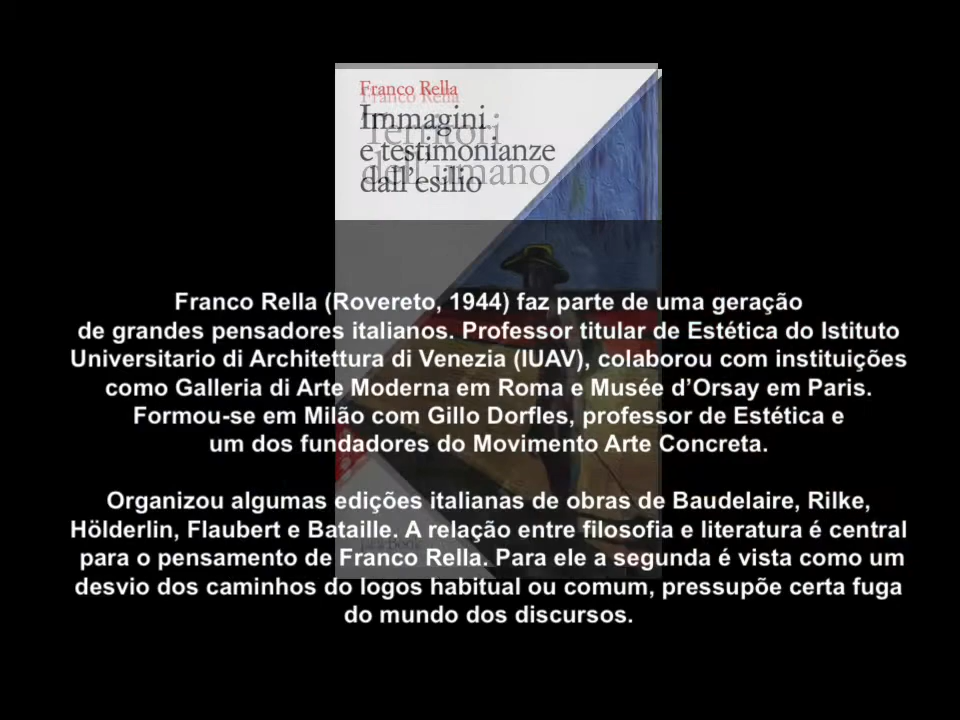 Franco Rella
Franco Rella
Immagini
Territori
e testimonianze
dell'umano
dall'esilio
Franco Rella (Rovereto, 1944) faz parte de uma geração
de grandes pensadores italianos. Professor titular de Estética do Istituto
Universitario di Architettura di Venezia (IUAV), colaborou com instituições
como Galleria di Arte Moderna em Roma e Musée d’Orsay em Paris.
Formou-se em Milão com Gillo Dorfles, professor de Estética e
um dos fundadores do Movimento Arte Concreta.
Organizou algumas edições italianas de obras de Baudelaire, Rilke,
Hölderlin, Flaubert e Bataille. A relação entre filosofia e literatura é central
para o pensamento de Franco Rella. Para ele a segunda é vista como um
desvio dos caminhos do logos habitual ou comum, pressupõe certa fuga
do mundo dos discursos.